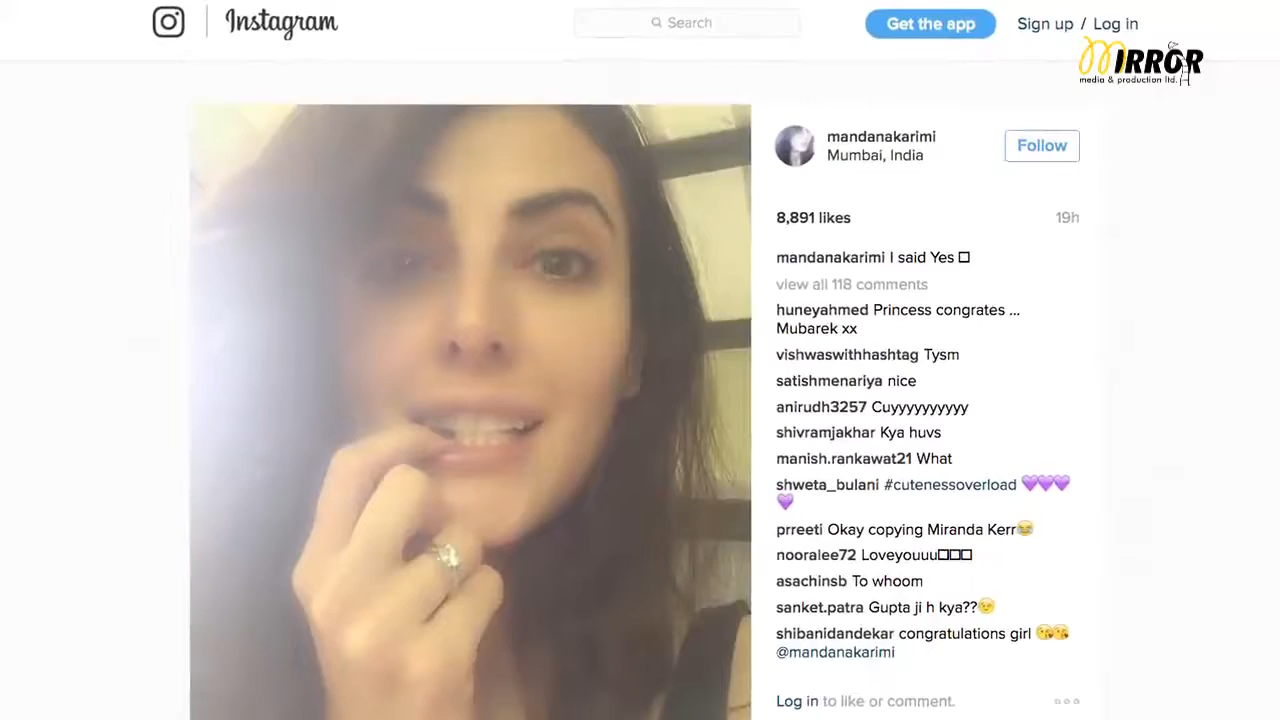 Instagram
Search
Get the app
Sign up / Log in
MIRROR
media & production ltd.
mandanakarimi
Mumbai, India
Follow
8,891 likes
19h
mandanakarimi I said Yes
view all 118 comments
huneyahmed Princess congrates ...
Mubarek xx
vishwaswithhashtag Tysm
satishmenariya nice
anirudh3257 Cuyyyyyyyyyy
shivramjakhar Kya huvs
manish.rankawat21 What
shweta_bulani #cutenessoverload 💜💜💜
💜
prreeti Okay copying Miranda Kerr😂
nooralee72 Loveyouuu
asachinsb To whoom
sanket.patra Gupta ji h kya??😉
shibanidandekar congratulations girl 😘😘
@mandanakarimi
Log in to like or comment.